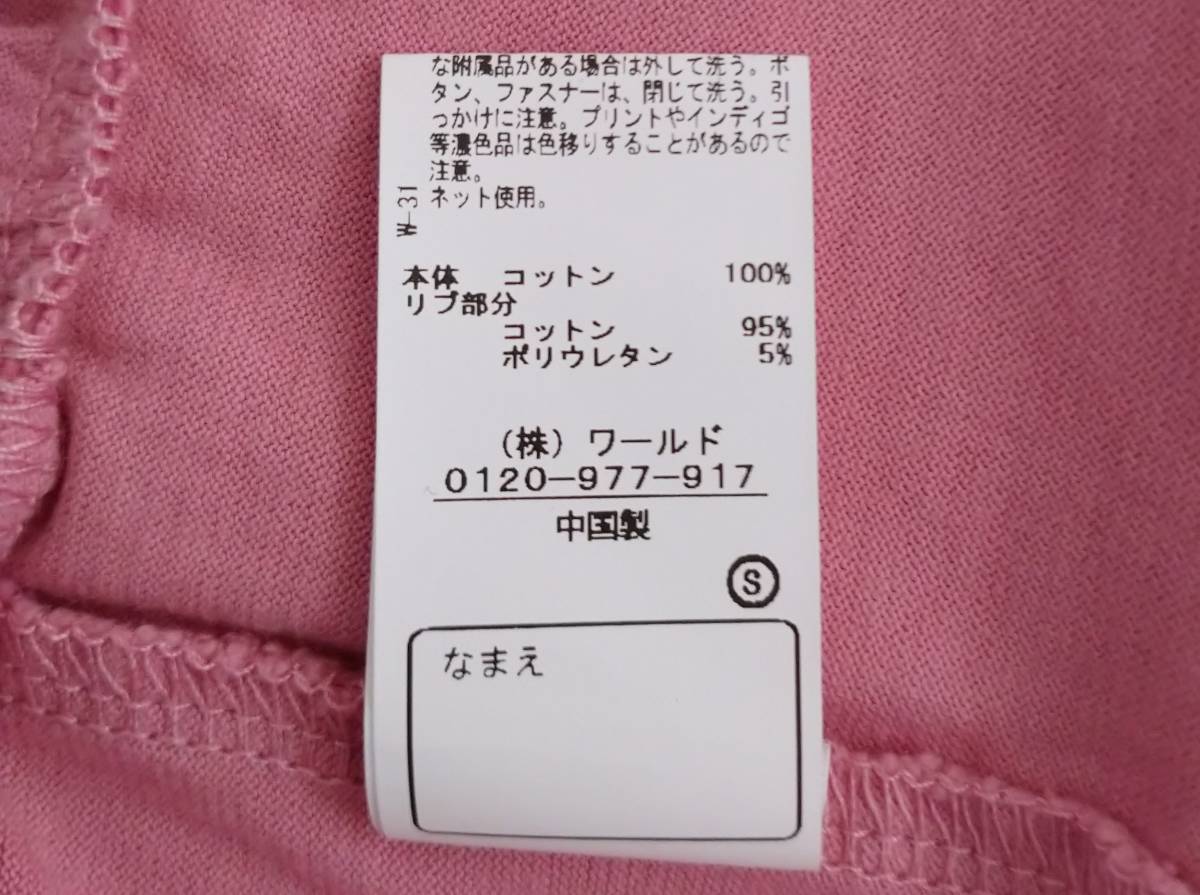 な附属品がある場合は外して洗う。ボ
タン、ファスナーは、閉じて洗う。引
っかけに注意。プリントやインディゴ
等濃色品は色移りすることがあるので
注意。
ネット使用。
W-31
本体 コットン 100%
リブ部分
コットン 95%
ポリウレタン 5%
(株) ワールド
0120-977-917
中国製
S
なまえ